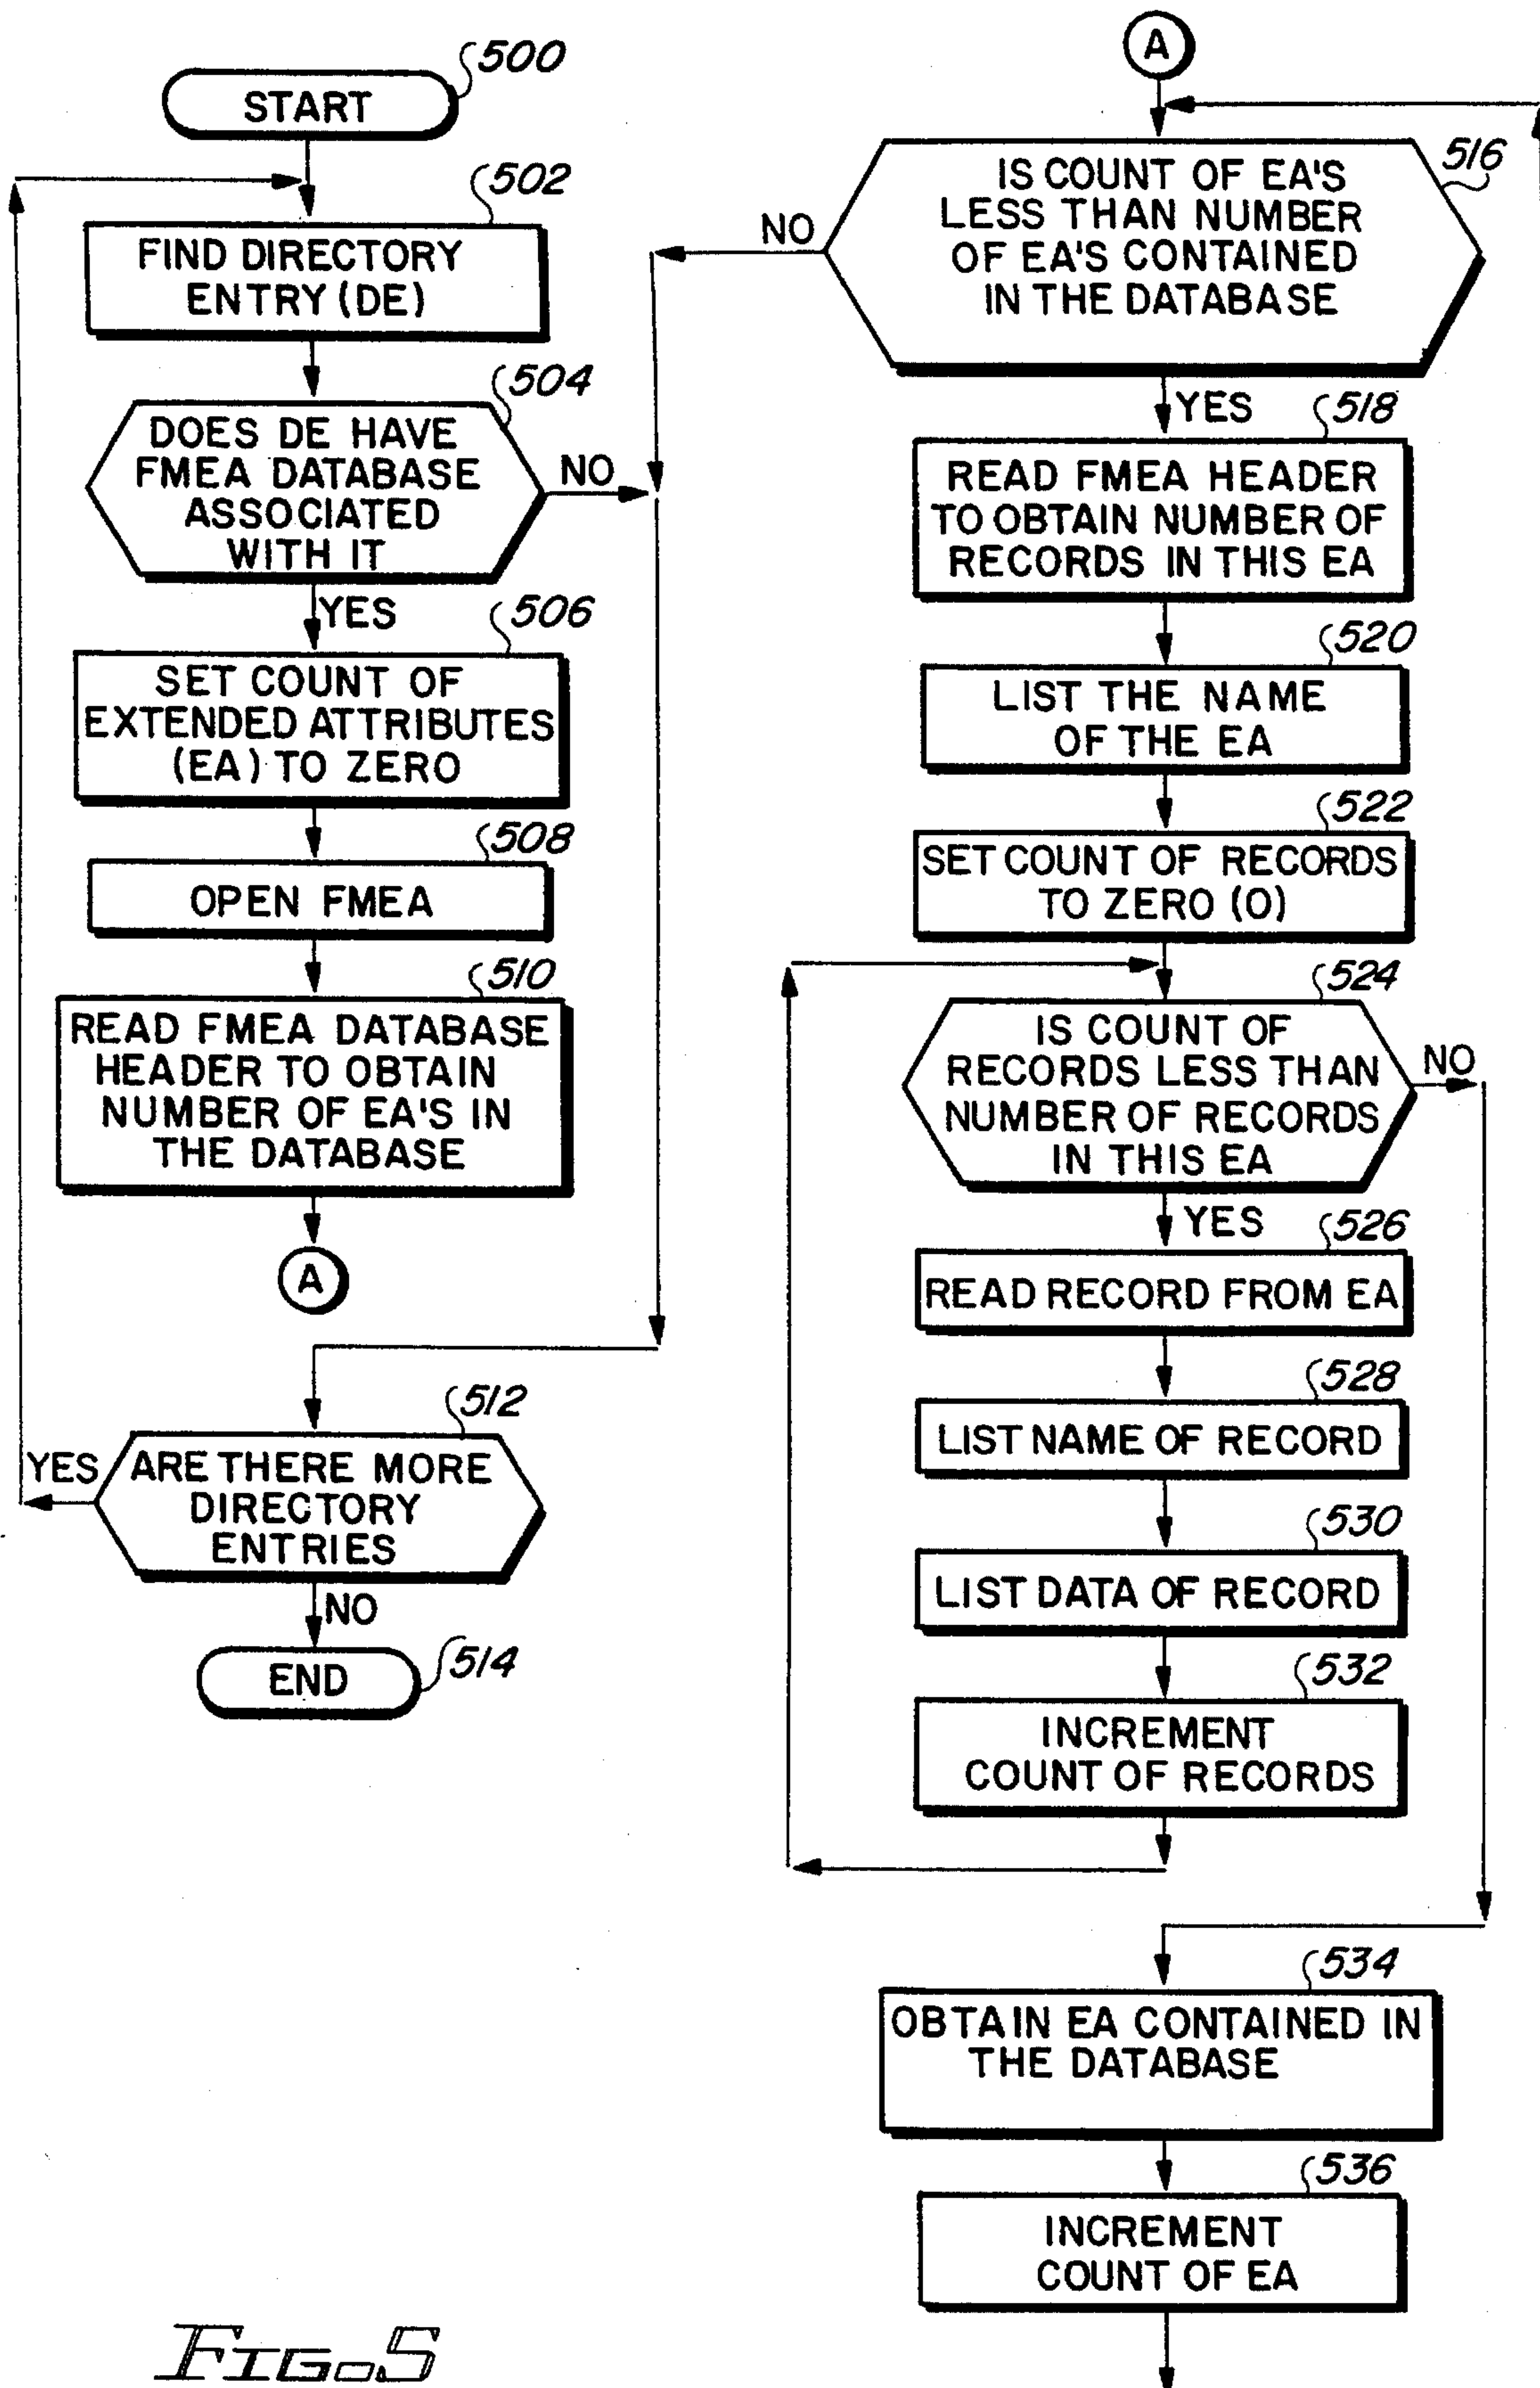 500
START
502
FIND DIRECTORY
ENTRY (DE)
504
DOES DE HAVE
FMEA DATABASE
ASSOCIATED
WITH IT
NO
YES
506
SET COUNT OF
EXTENDED ATTRIBUTES
(EA) TO ZERO
508
OPEN FMEA
510
READ FMEA DATABASE
HEADER TO OBTAIN
NUMBER OF EA'S IN
THE DATABASE
A
512
YES
ARE THERE MORE
DIRECTORY
ENTRIES
NO
END
514
A
516
IS COUNT OF EA'S
LESS THAN NUMBER
OF EA'S CONTAINED
IN THE DATABASE
NO
YES
518
READ FMEA HEADER
TO OBTAIN NUMBER OF
RECORDS IN THIS EA
520
LIST THE NAME
OF THE EA
522
SET COUNT OF RECORDS
TO ZERO (0)
524
IS COUNT OF
RECORDS LESS THAN
NUMBER OF RECORDS
IN THIS EA
NO
YES
526
READ RECORD FROM EA
528
LIST NAME OF RECORD
530
LIST DATA OF RECORD
532
INCREMENT
COUNT OF RECORDS
534
OBTAIN EA CONTAINED IN
THE DATABASE
536
INCREMENT
COUNT OF EA
FIG. 5